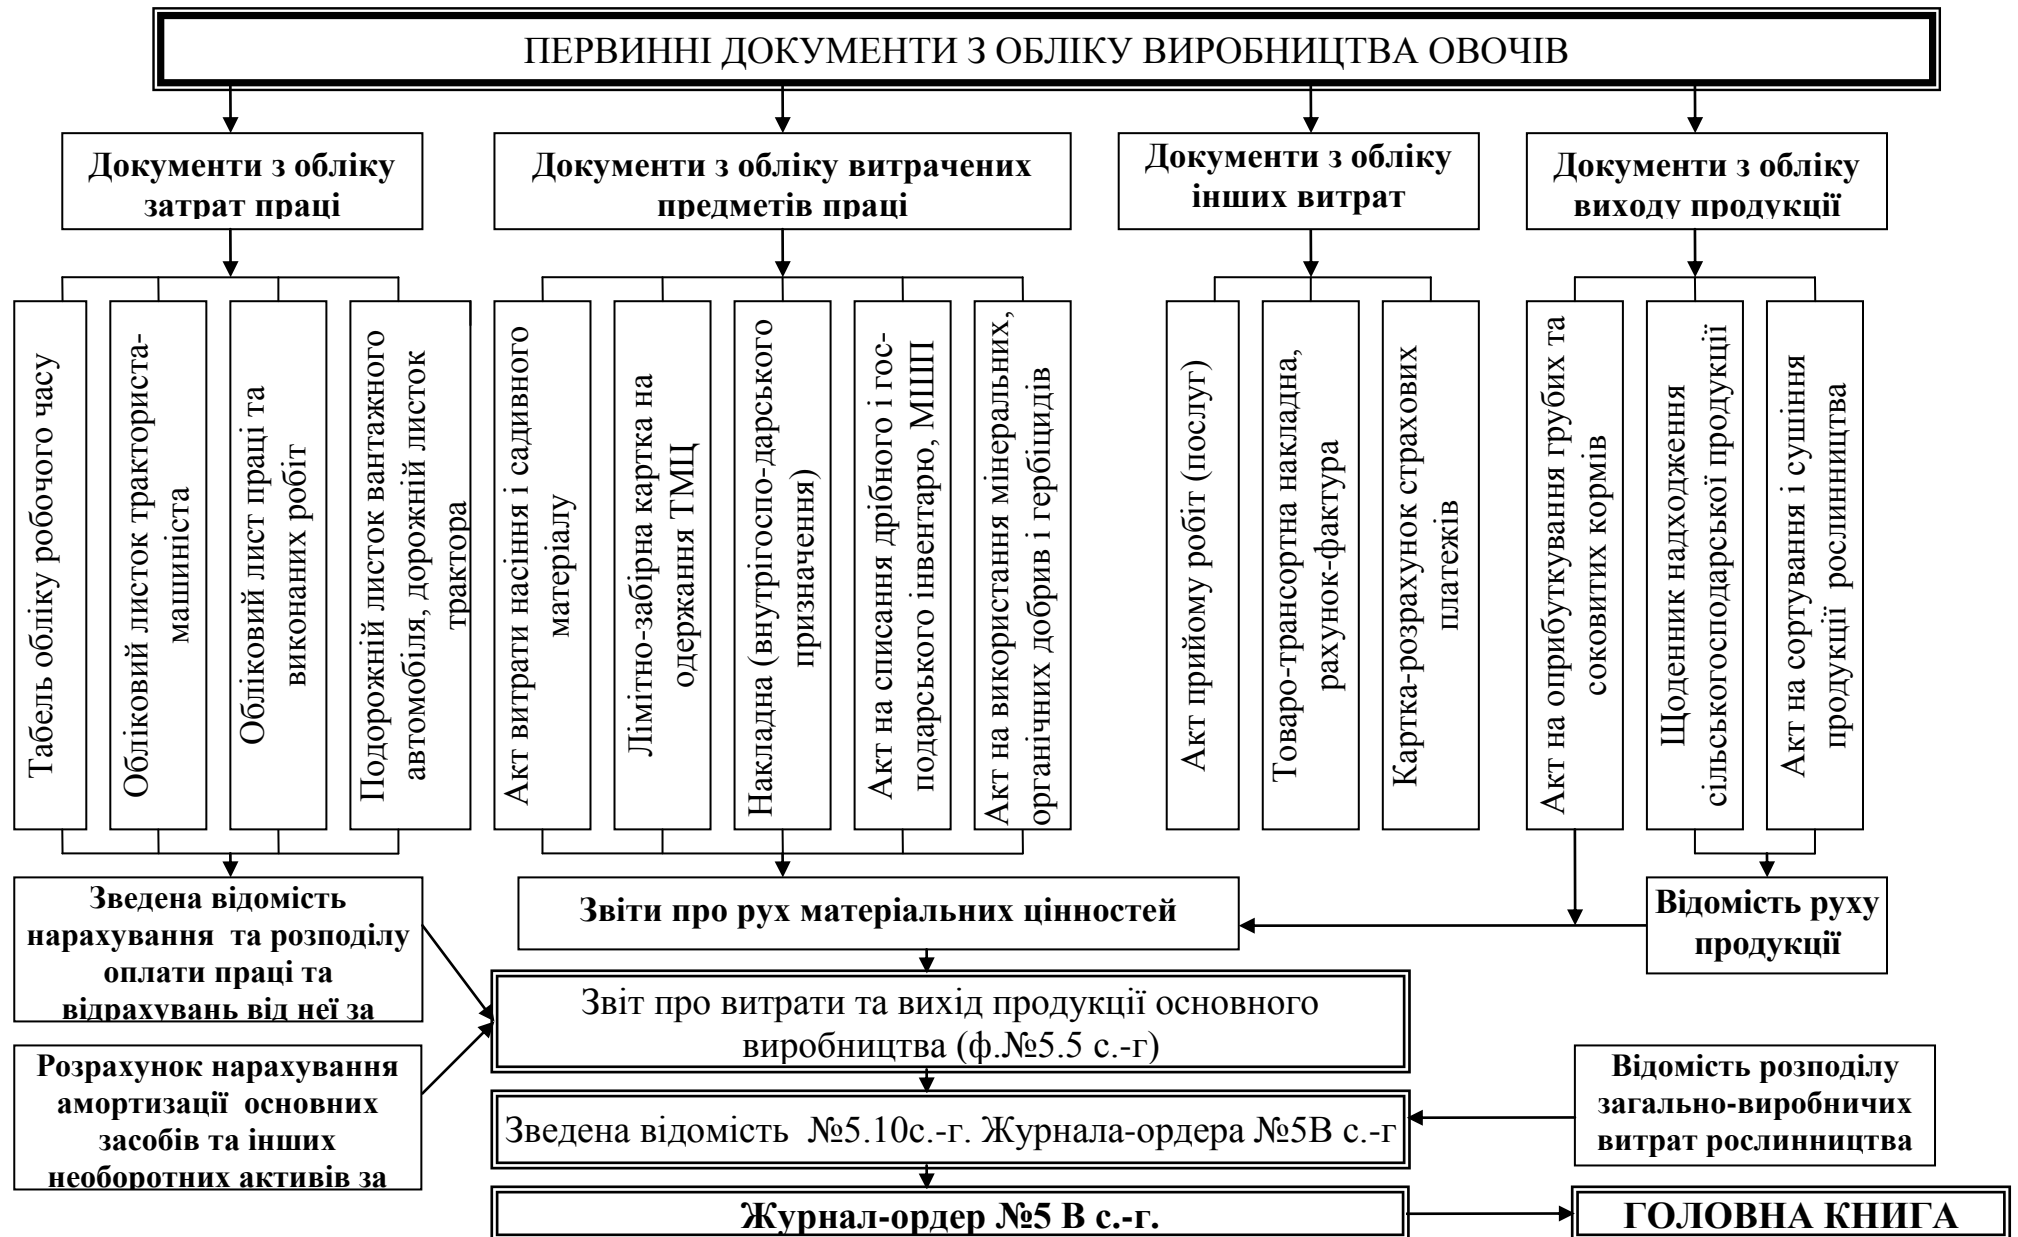 ПЕРВИННІ ДОКУМЕНТИ З ОБЛІКУ ВИРОБНИЦТВА ОВОЧІВ
Документи з обліку
затрат праці
Документи з обліку витрачених
предметів праці
Документи з обліку
інших витрат
Документи з обліку
виходу продукції
Табель обліку робочого часу
Обліковий листок тракториста-
машиніста
Обліковий лист праці та
виконаних робіт
Подорожній листок вантажного
автомобіля, дорожній листок
трактора
Акт витрати насіння і садивного
матеріалу
Лімітно-забірна картка на
одержання ТМЦ
Накладна (внутрігоспо-дарського
призначення)
Акт на списання дрібного і гос-
подарського інвентарю, МШП
Акт на використання мінеральних,
органічних добрив і гербіцидів
Акт прийому робіт (послуг)
Товаро-трансортна накладна,
рахунок-фактура
Картка-розрахунок страхових
платежів
Акт на оприбуткування грубих та
соковитих кормів
Щоденник надходження
сільськогосподарської продукції
Акт на сортування і сушіння
продукції рослинництва
Зведена відомість
нарахування та розподілу
оплати праці та
відрахувань від неї за
Звіти про рух матеріальних цінностей
Відомість руху
продукції
Звіт про витрати та вихід продукції основного
виробництва (ф.№5.5 с.-г)
Розрахунок нарахування
амортизації основних
засобів та інших
необоротних активів за
Зведена відомість №5.10с.-г. Журнала-ордера №5В с.-г
Відомість розподілу
загально-виробничих
витрат рослинництва
Журнал-ордер №5 В с.-г.
ГОЛОВНА КНИГА